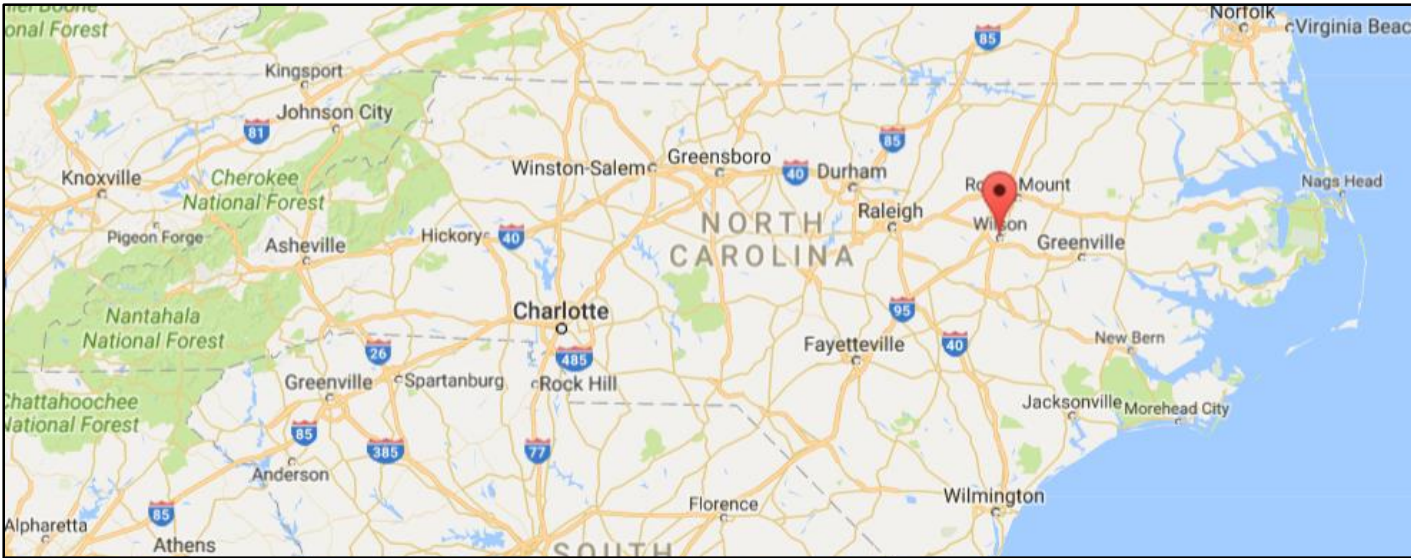 onal Forest
Norfolk
Virginia Beac
85
Kingsport
81
Johnson City
85
Winston-Salem
Greensboro
40
Durham
Knoxville
Cherokee
National Forest
Mount
Nags Head
NORTH
CAROLINA
Raleigh
Wilson
Greenville
Pigeon Forge
Asheville
Hickory
40
Charlotte
95
Nantahala
National Forest
26
485
Fayetteville
40
New Bern
Greenville
Spartanburg
Rock Hill
Chattahoochee
National Forest
Jacksonville
Morehead City
85
385
77
Anderson
Wilmington
Florence
85
Alpharetta
Athens
SOUTH